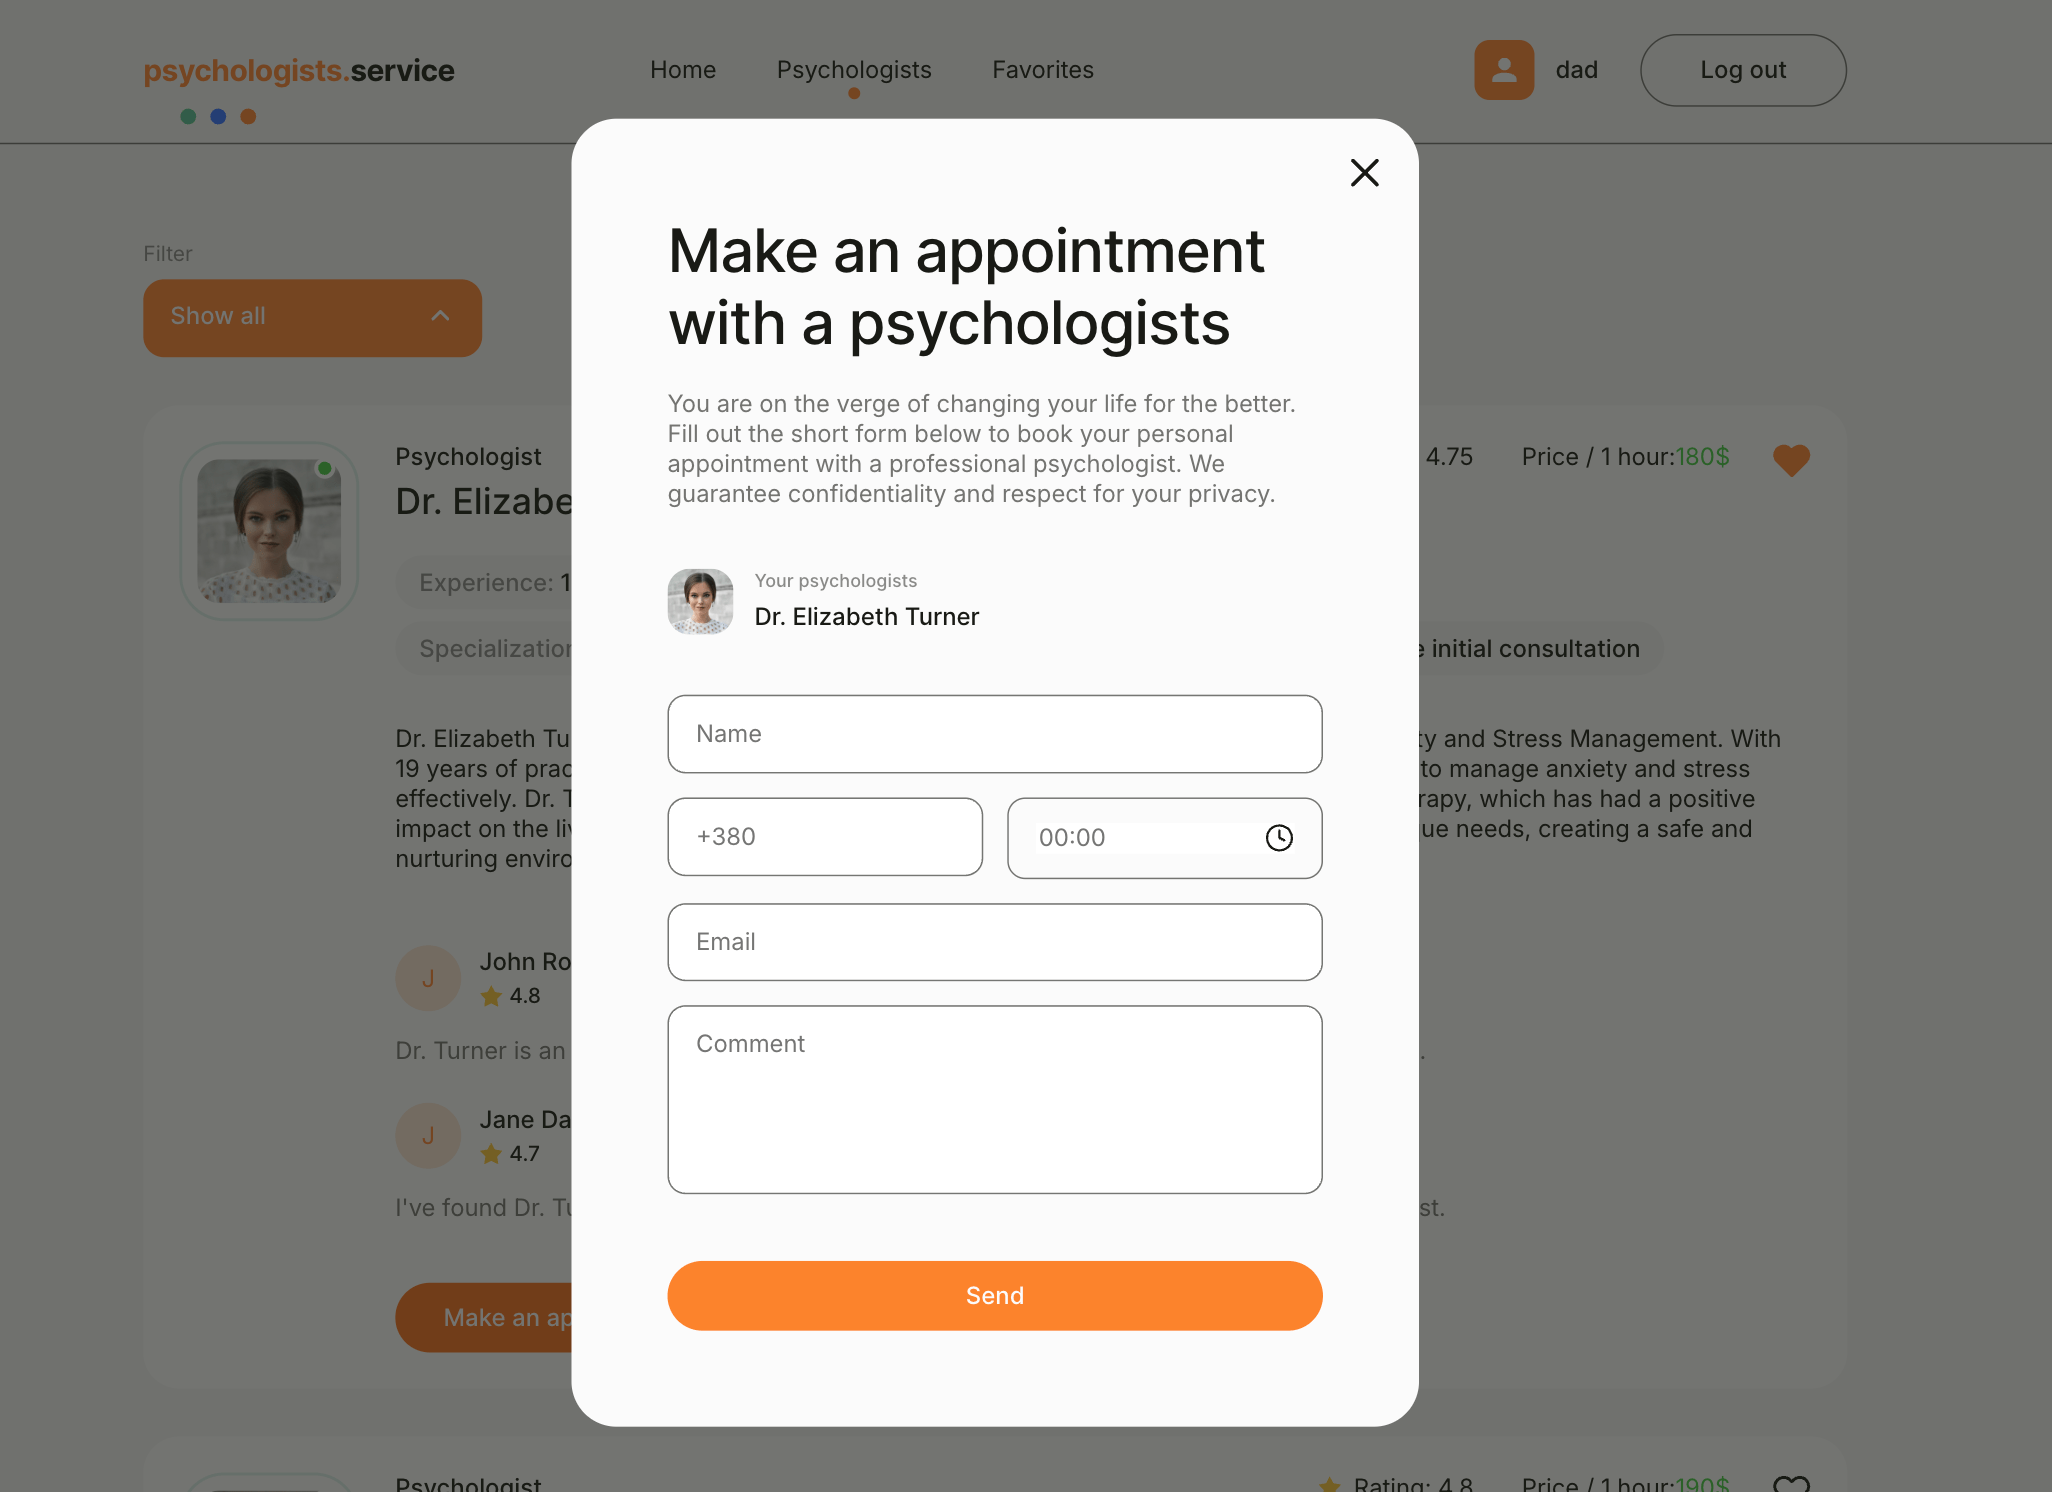 psychologists.service
Home
Psychologists
Favorites
dad
Log out
Filter
Show all
Psychologist
Dr. Elizabe
4.75
Price / 1 hour:180$
Experience: 1
Specialization
initial consultation
Dr. Elizabeth Tu
ty and Stress Management. With
19 years of prac
to manage anxiety and stress
effectively. Dr. T
rapy, which has had a positive
impact on the li
ue needs, creating a safe and
nurturing enviro
John Ro
J
4.8
Dr. Turner is an
Jane Da
J
4.7
I've found Dr. Tu
st.
Make an ap
Make an appointment
with a psychologists
You are on the verge of changing your life for the better.
Fill out the short form below to book your personal
appointment with a professional psychologist. We
guarantee confidentiality and respect for your privacy.
Your psychologists
Dr. Elizabeth Turner
Name
+380
00:00
Email
Comment
Send
Psychologist
Rating: 4.8
Price / 1 hour:190$